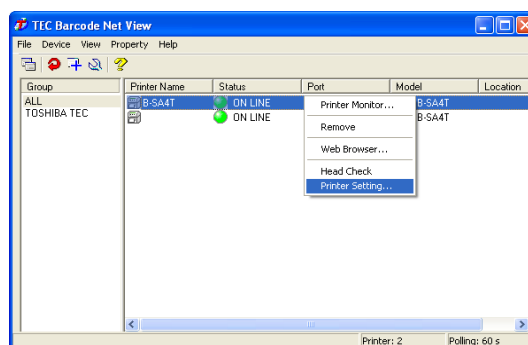 TEC Barcode Net View
File Device View Property Help
Group Printer Name Status Port Model Location
ALL B-SA4T ON LINE B-SA4T
TOSHIBA TEC ON LINE B-SA4T
Printer Monitor...
Remove
Web Browser...
Head Check
Printer Setting...
Printer: 2 Polling: 60 s